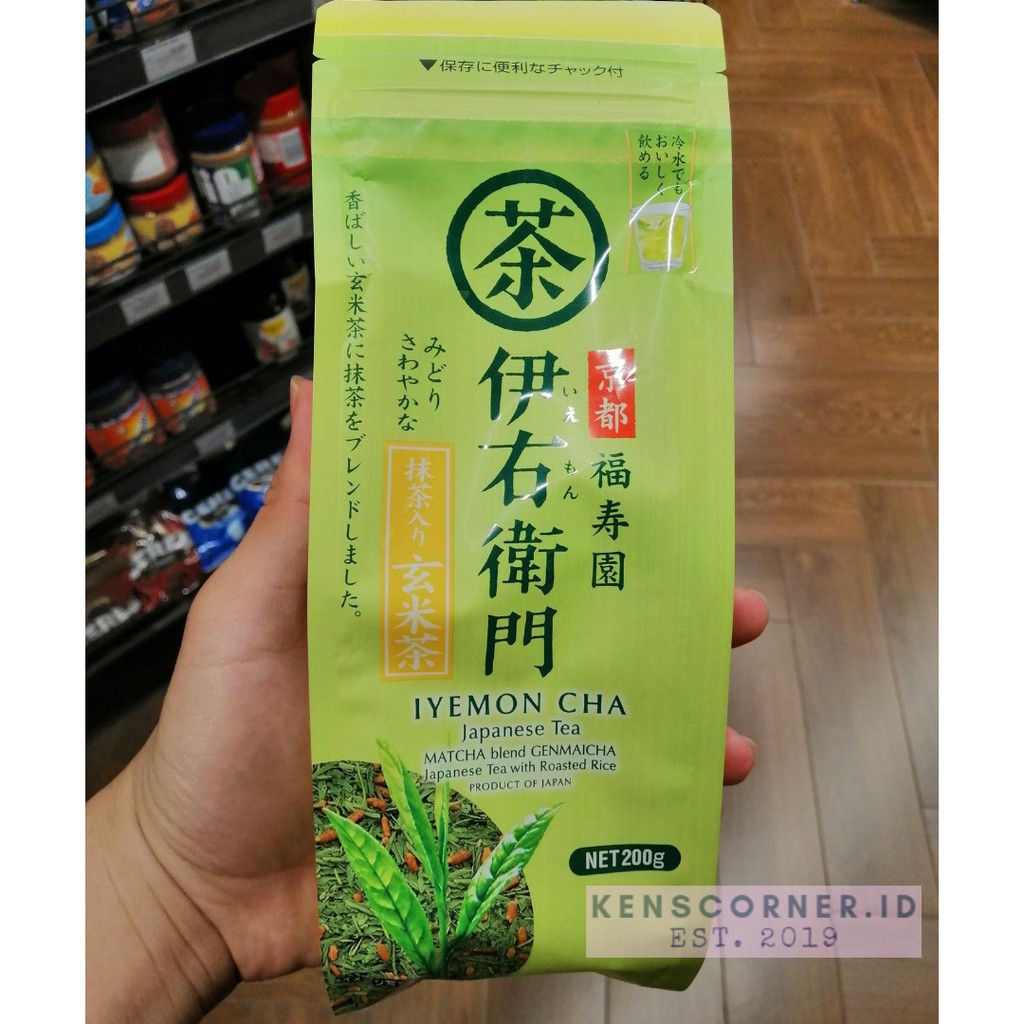 ▼保存に便利なチャック付
冷水でも
おいしく
飲める
茶
京都
福寿園
伊右衛門
いえもん
みどり
さわやかな
抹茶入り玄米茶
香ばしい玄米茶に抹茶をブレンドしました。
IYEMON CHA
Japanese Tea
MATCHA blend GENMAICHA
Japanese Tea with Roasted Rice
PRODUCT OF JAPAN
NET200g
KENSCORNER.ID
EST. 2019